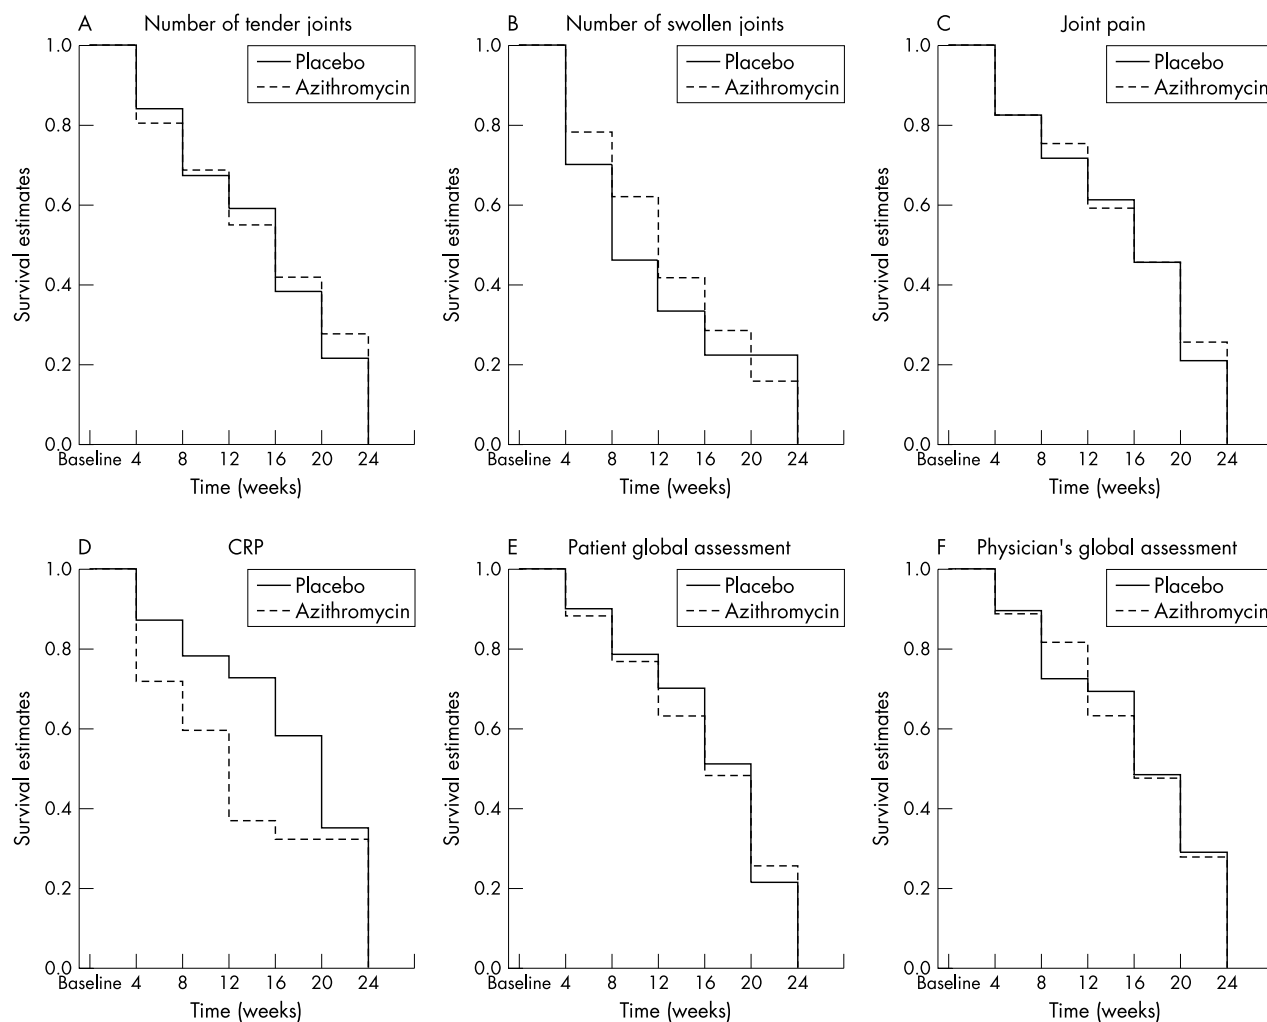 A Number of tender joints
Placebo
Azithromycin
Survival estimates
1.0
0.8
0.6
0.4
0.2
0.0
Baseline 4 8 12 16 20 24
Time (weeks)
B Number of swollen joints
Placebo
Azithromycin
Survival estimates
1.0
0.8
0.6
0.4
0.2
0.0
Baseline 4 8 12 16 20 24
Time (weeks)
C Joint pain
Placebo
Azithromycin
Survival estimates
1.0
0.8
0.6
0.4
0.2
0.0
Baseline 4 8 12 16 20 24
Time (weeks)
D CRP
Placebo
Azithromycin
Survival estimates
1.0
0.8
0.6
0.4
0.2
0.0
Baseline 4 8 12 16 20 24
Time (weeks)
E Patient global assessment
Placebo
Azithromycin
Survival estimates
1.0
0.8
0.6
0.4
0.2
0.0
Baseline 4 8 12 16 20 24
Time (weeks)
F Physician's global assessment
Placebo
Azithromycin
Survival estimates
1.0
0.8
0.6
0.4
0.2
0.0
Baseline 4 8 12 16 20 24
Time (weeks)